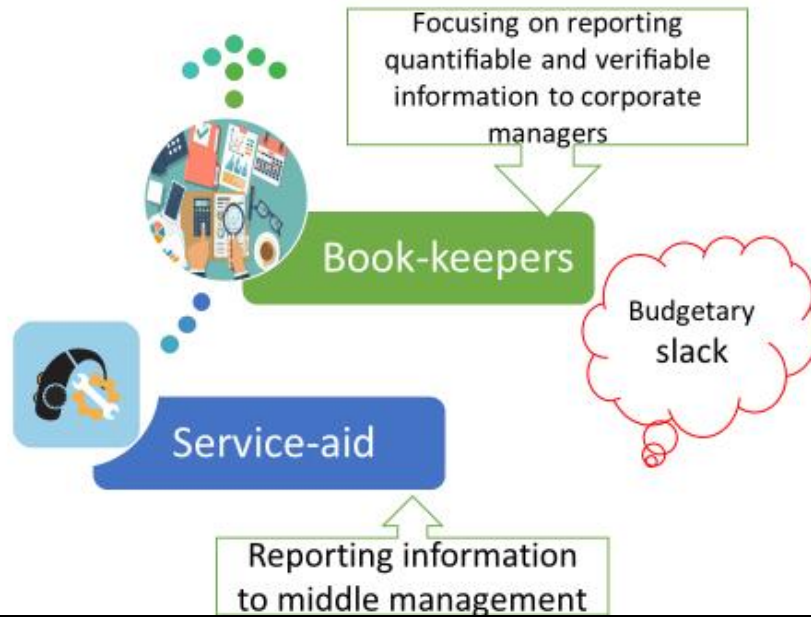 Focusing on reporting
quantifiable and verifiable
information to corporate
managers
Book-keepers
Budgetary
slack
Service-aid
Reporting information
to middle management